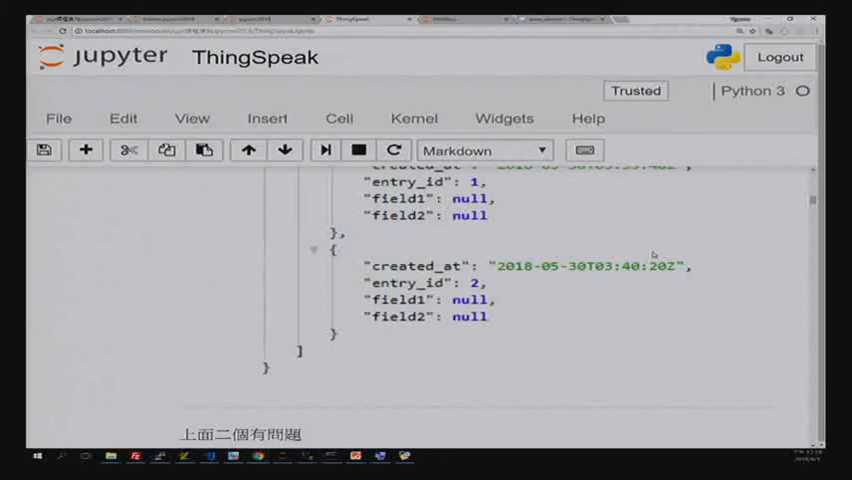 jupyter ThingSpeak
Logout
Trusted
Python 3
File Edit View Insert Cell Kernel Widgets Help
Markdown
"entry_id": 1,
"field1": null,
"field2": null
},
{
"created_at": "2018-05-30T03:40:20Z",
"entry_id": 2,
"field1": null,
"field2": null
}
]
}
上面二個有問題